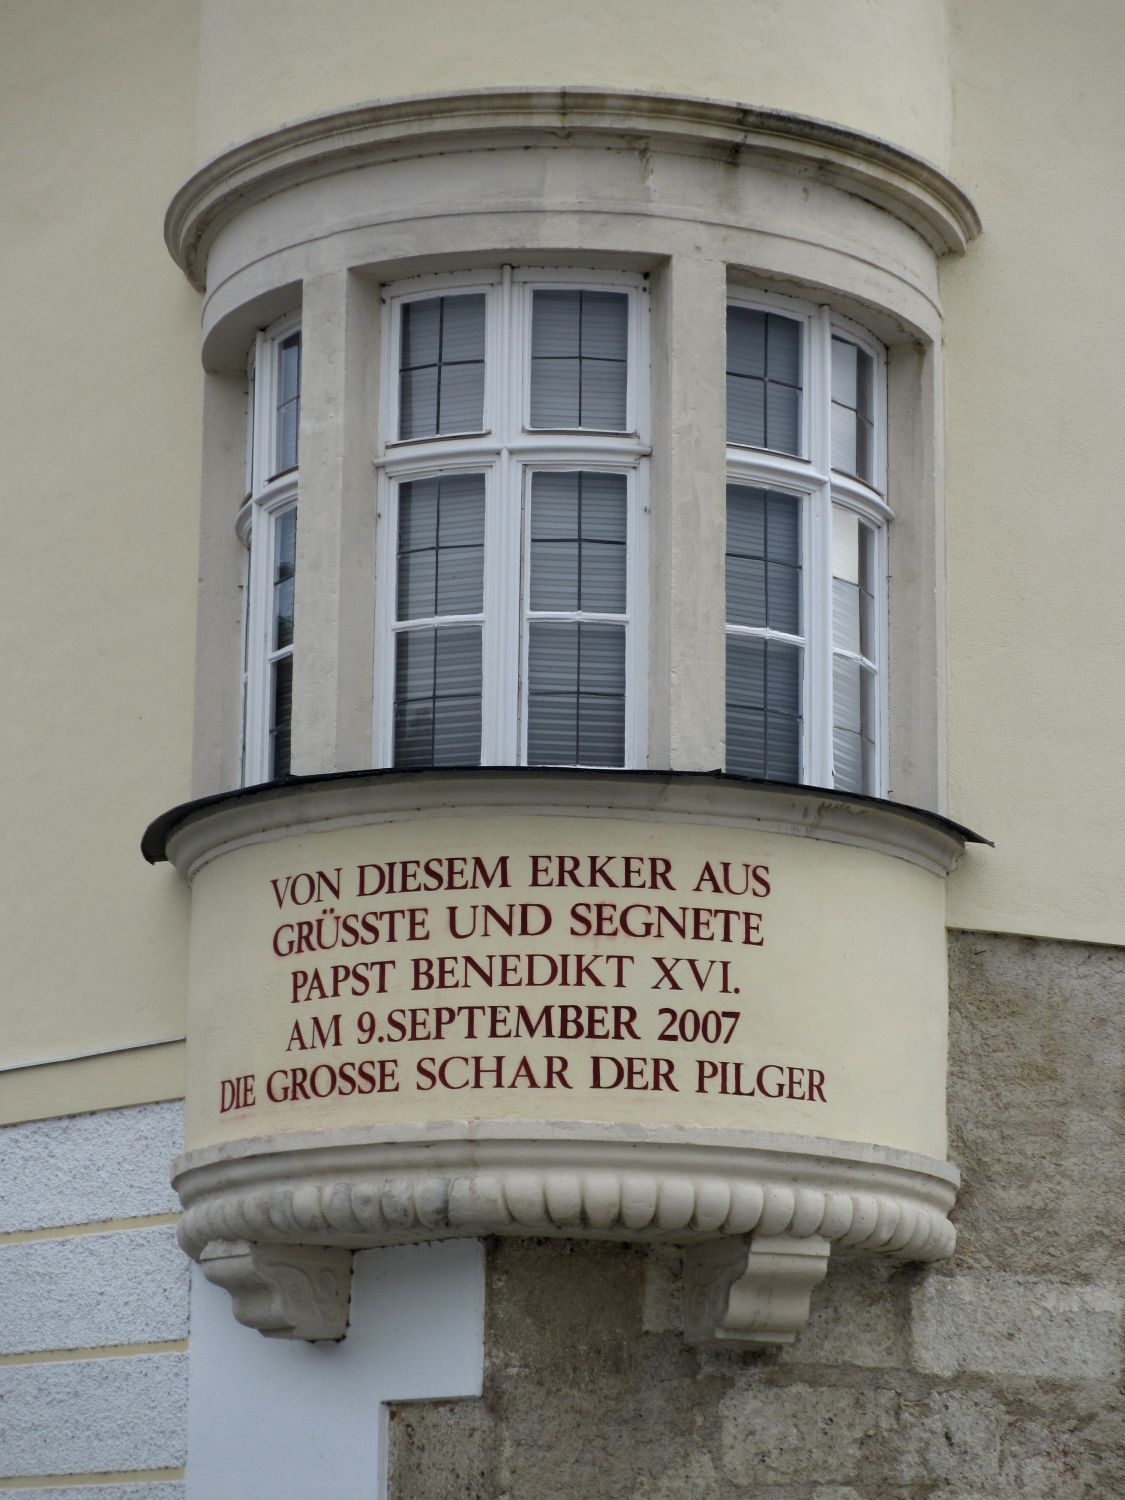 VON DIESEM ERKER AUS
GRÜSSTE UND SEGNETE
PAPST BENEDIKT XVI.
AM 9.SEPTEMBER 2007
DIE GROSSE SCHAR DER PILGER